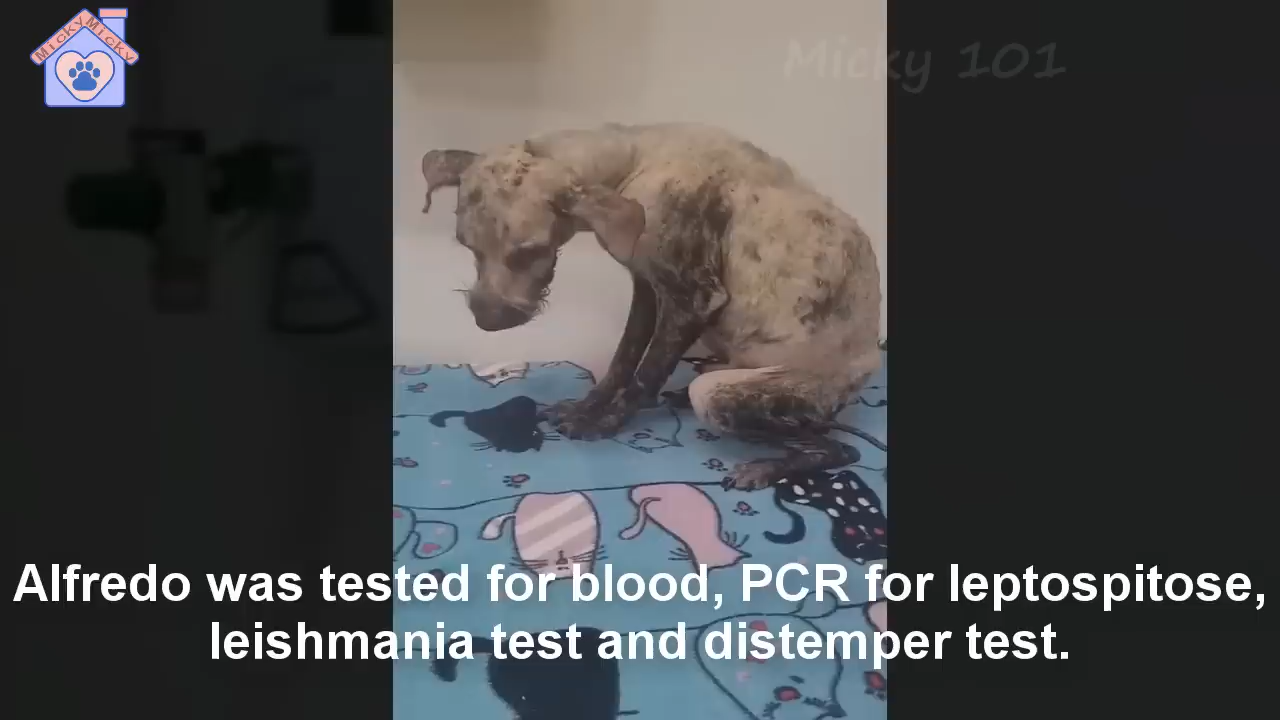 MickyMicky
Micky 101
Alfredo was tested for blood, PCR for leptospitose,
leishmania test and distemper test.